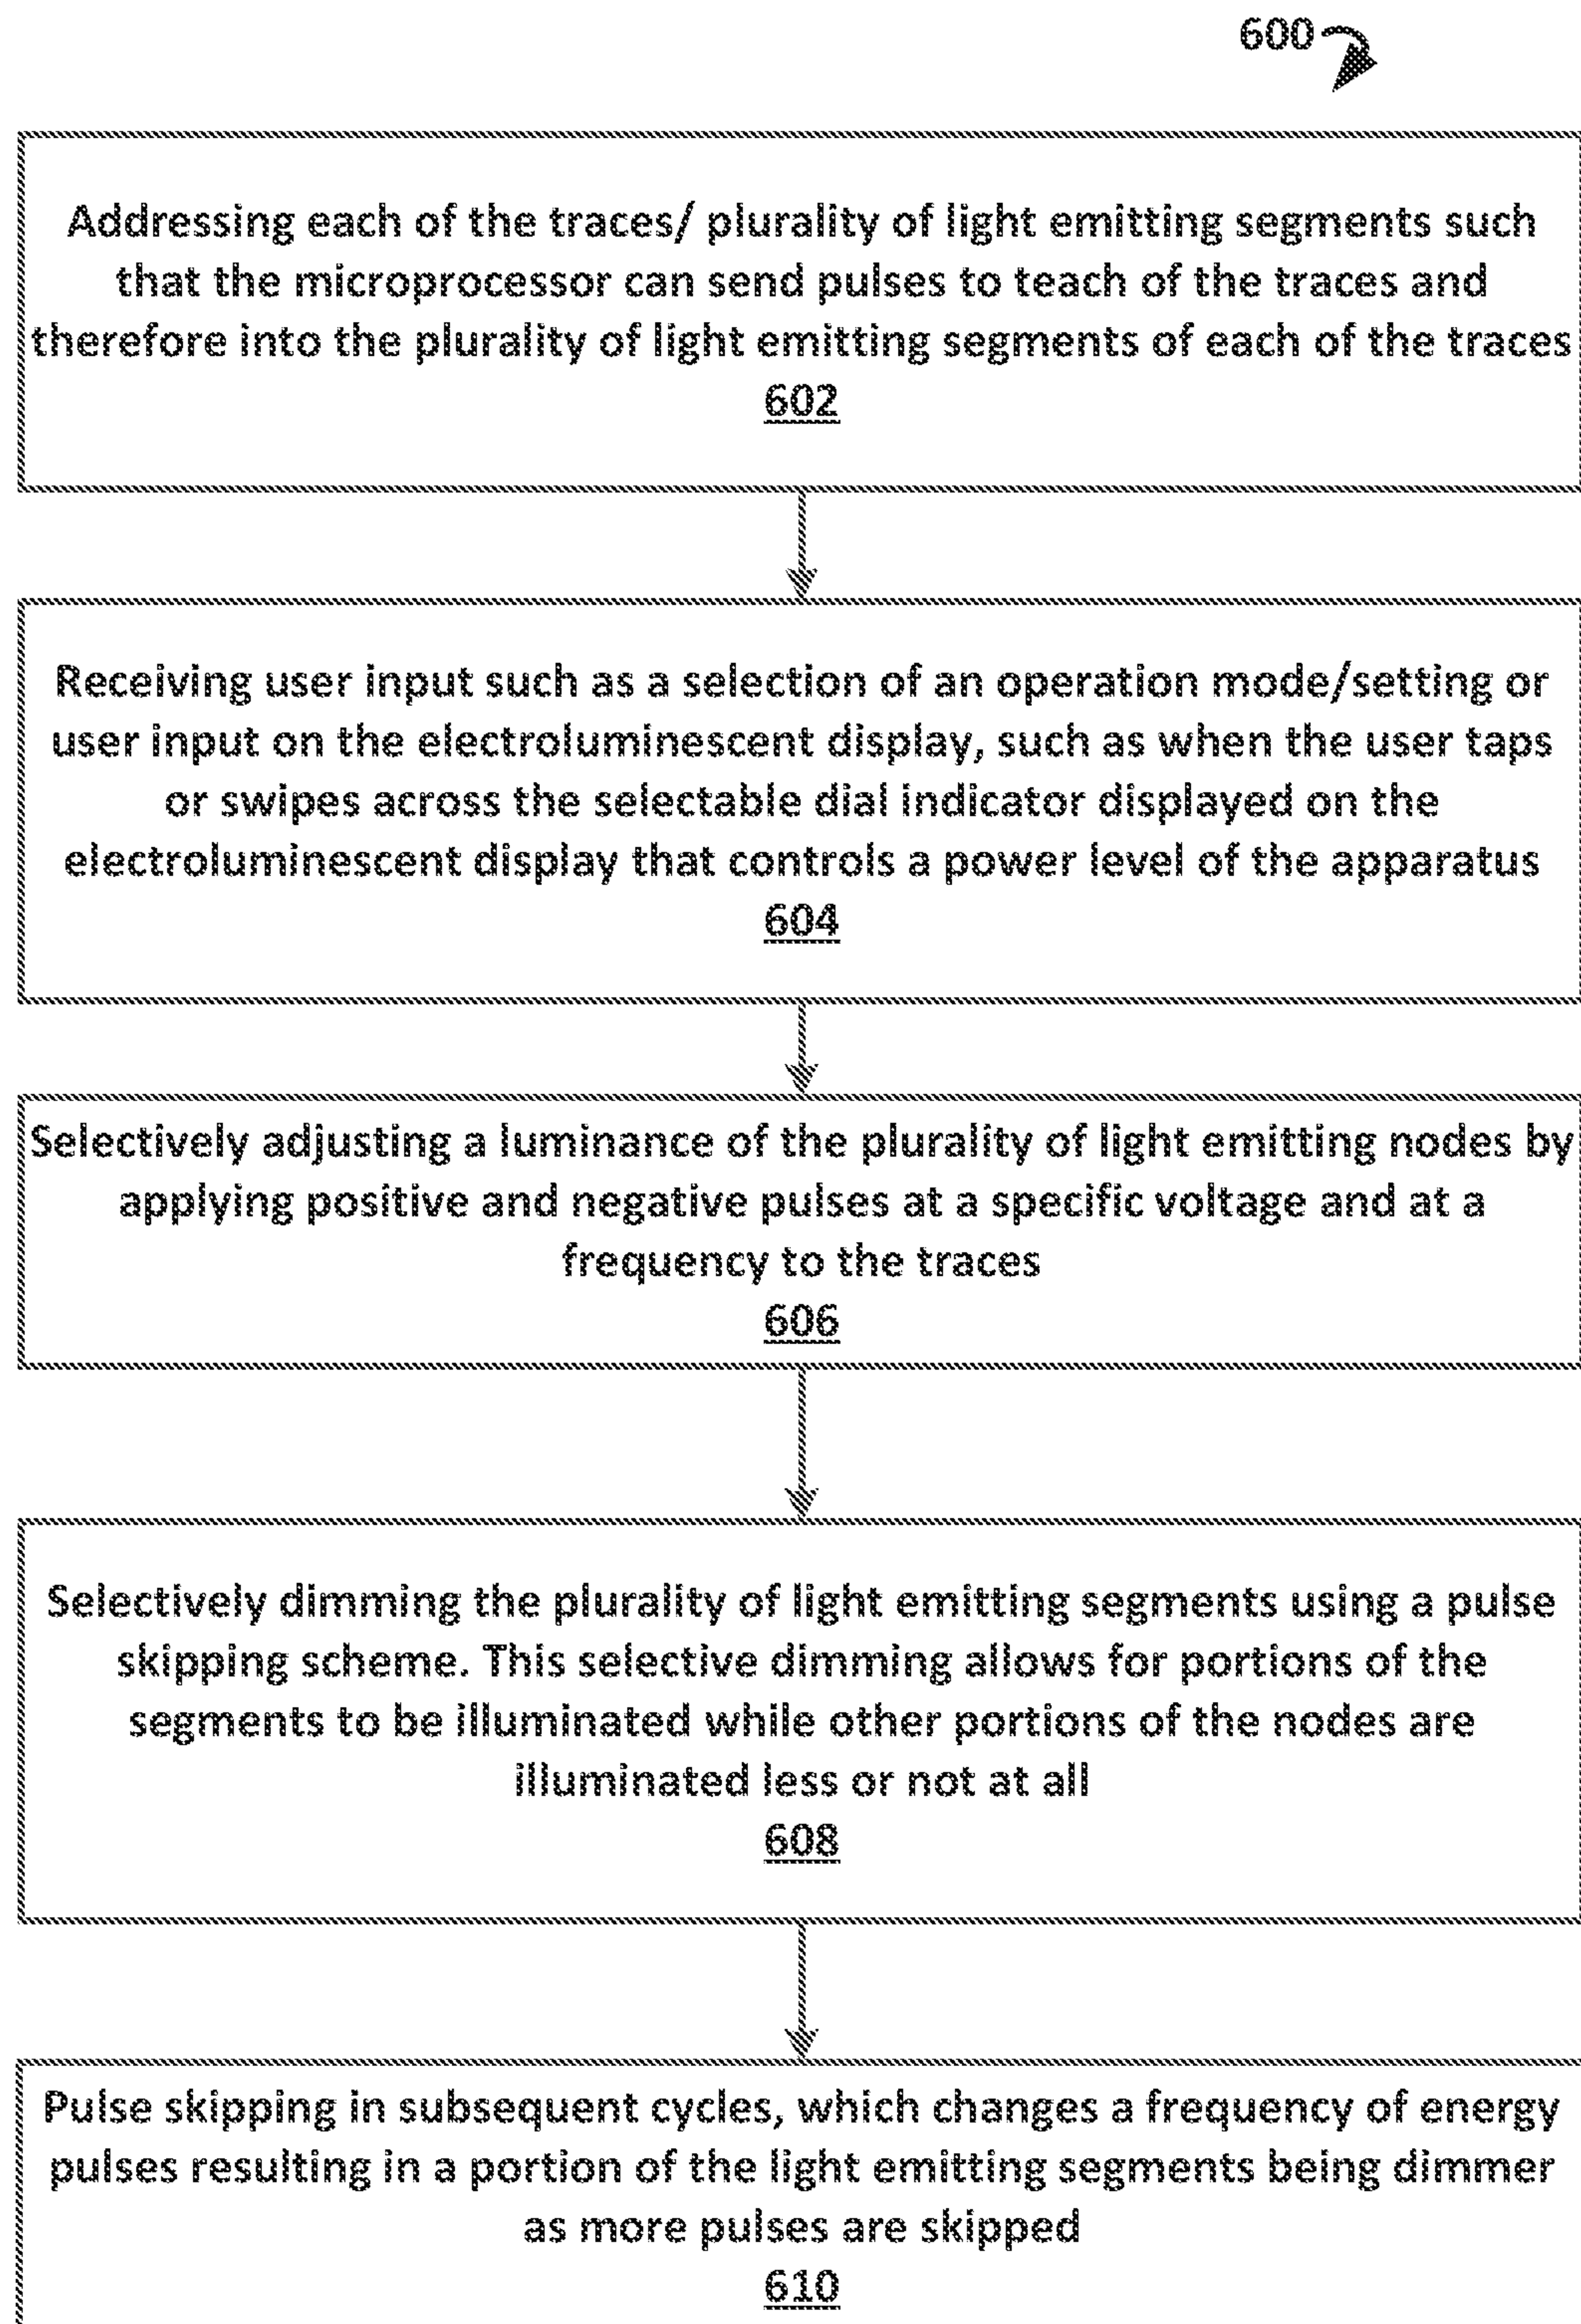 600
Addressing each of the traces/ plurality of light emitting segments such
that the microprocessor can send pulses to teach of the traces and
therefore into the plurality of light emitting segments of each of the traces
602
Receiving user input such as a selection of an operation mode/setting or
user input on the electroluminescent display, such as when the user taps
or swipes across the selectable dial indicator displayed on the
electroluminescent display that controls a power level of the apparatus
604
Selectively adjusting a luminance of the plurality of light emitting nodes by
applying positive and negative pulses at a specific voltage and at a
frequency to the traces
606
Selectively dimming the plurality of light emitting segments using a pulse
skipping scheme. This selective dimming allows for portions of the
segments to be illuminated while other portions of the nodes are
illuminated less or not at all
608
Pulse skipping in subsequent cycles, which changes a frequency of energy
pulses resulting in a portion of the light emitting segments being dimmer
as more pulses are skipped
610